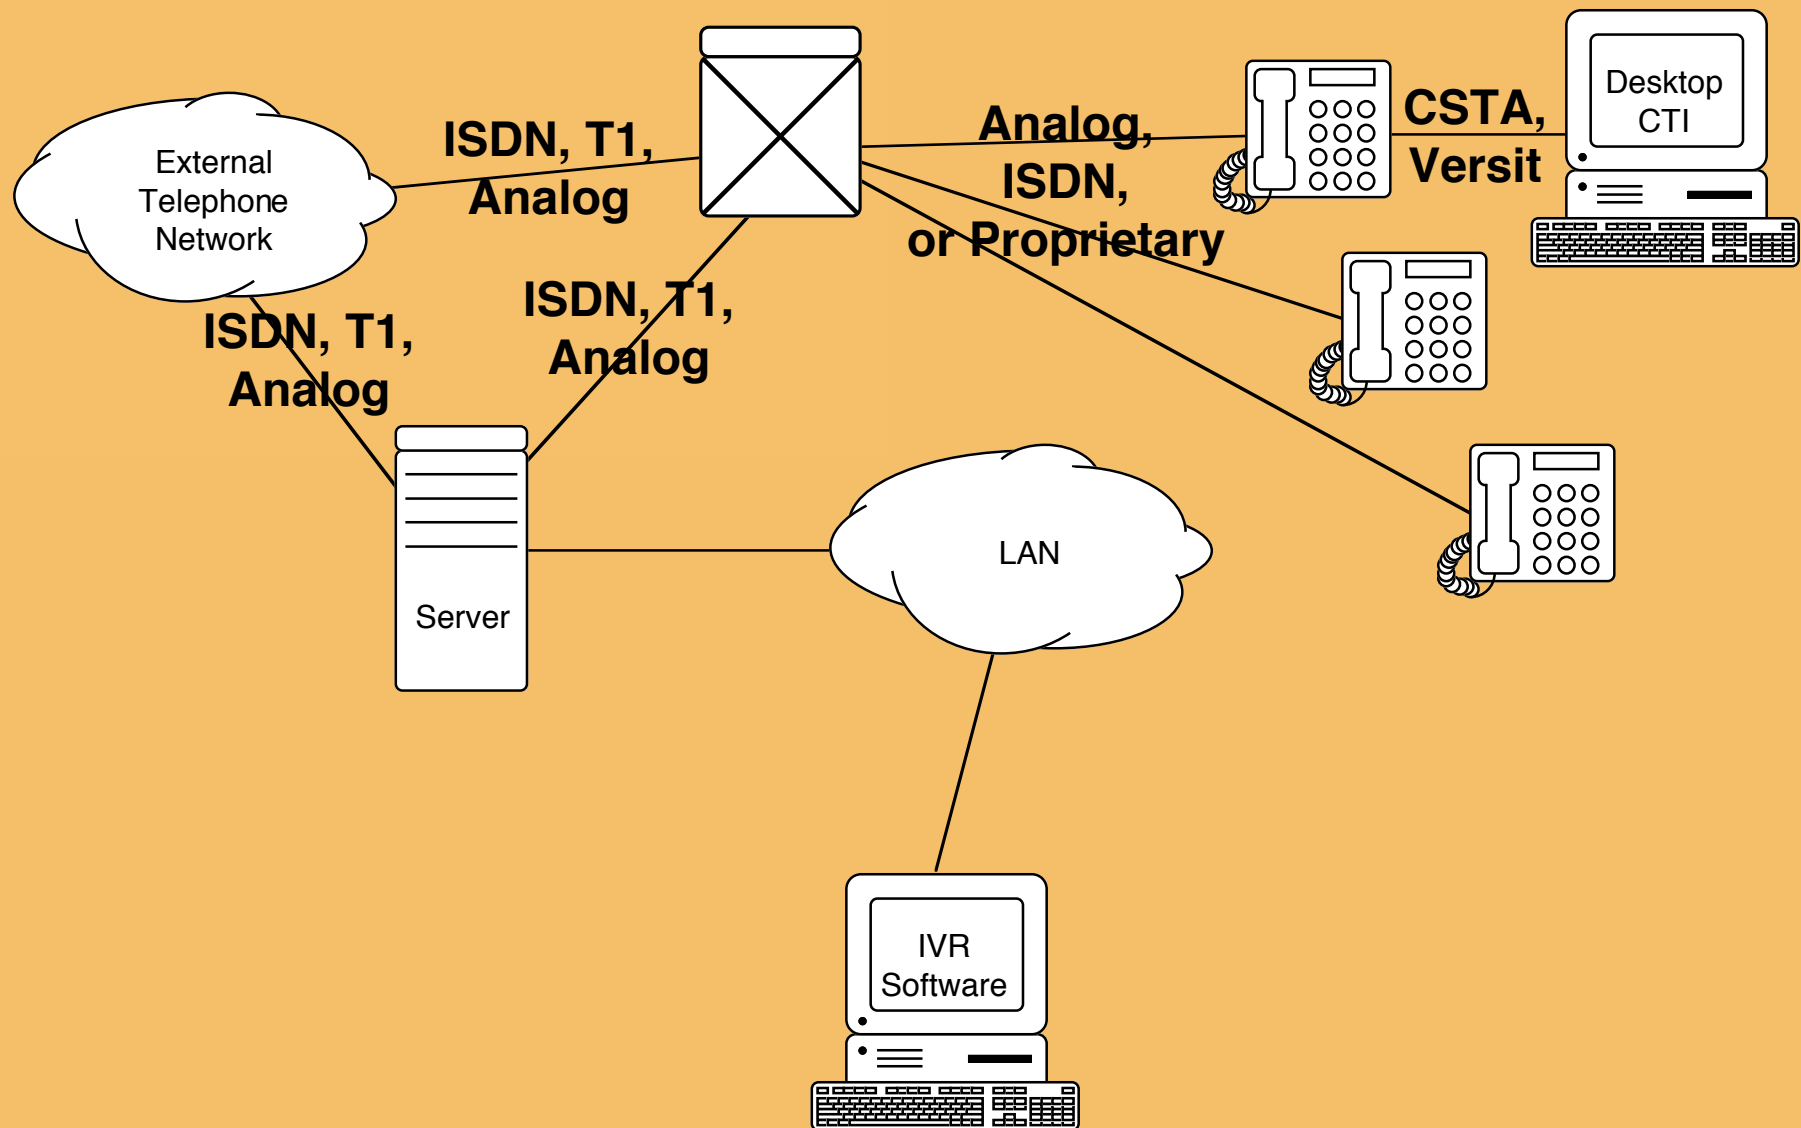 External
Telephone
Network
ISDN, T1,
Analog
Analog,
ISDN,
or Proprietary
CSTA,
Versit
Desktop
CTI
ISDN, T1,
Analog
ISDN, T1,
Analog
Server
LAN
IVR
Software